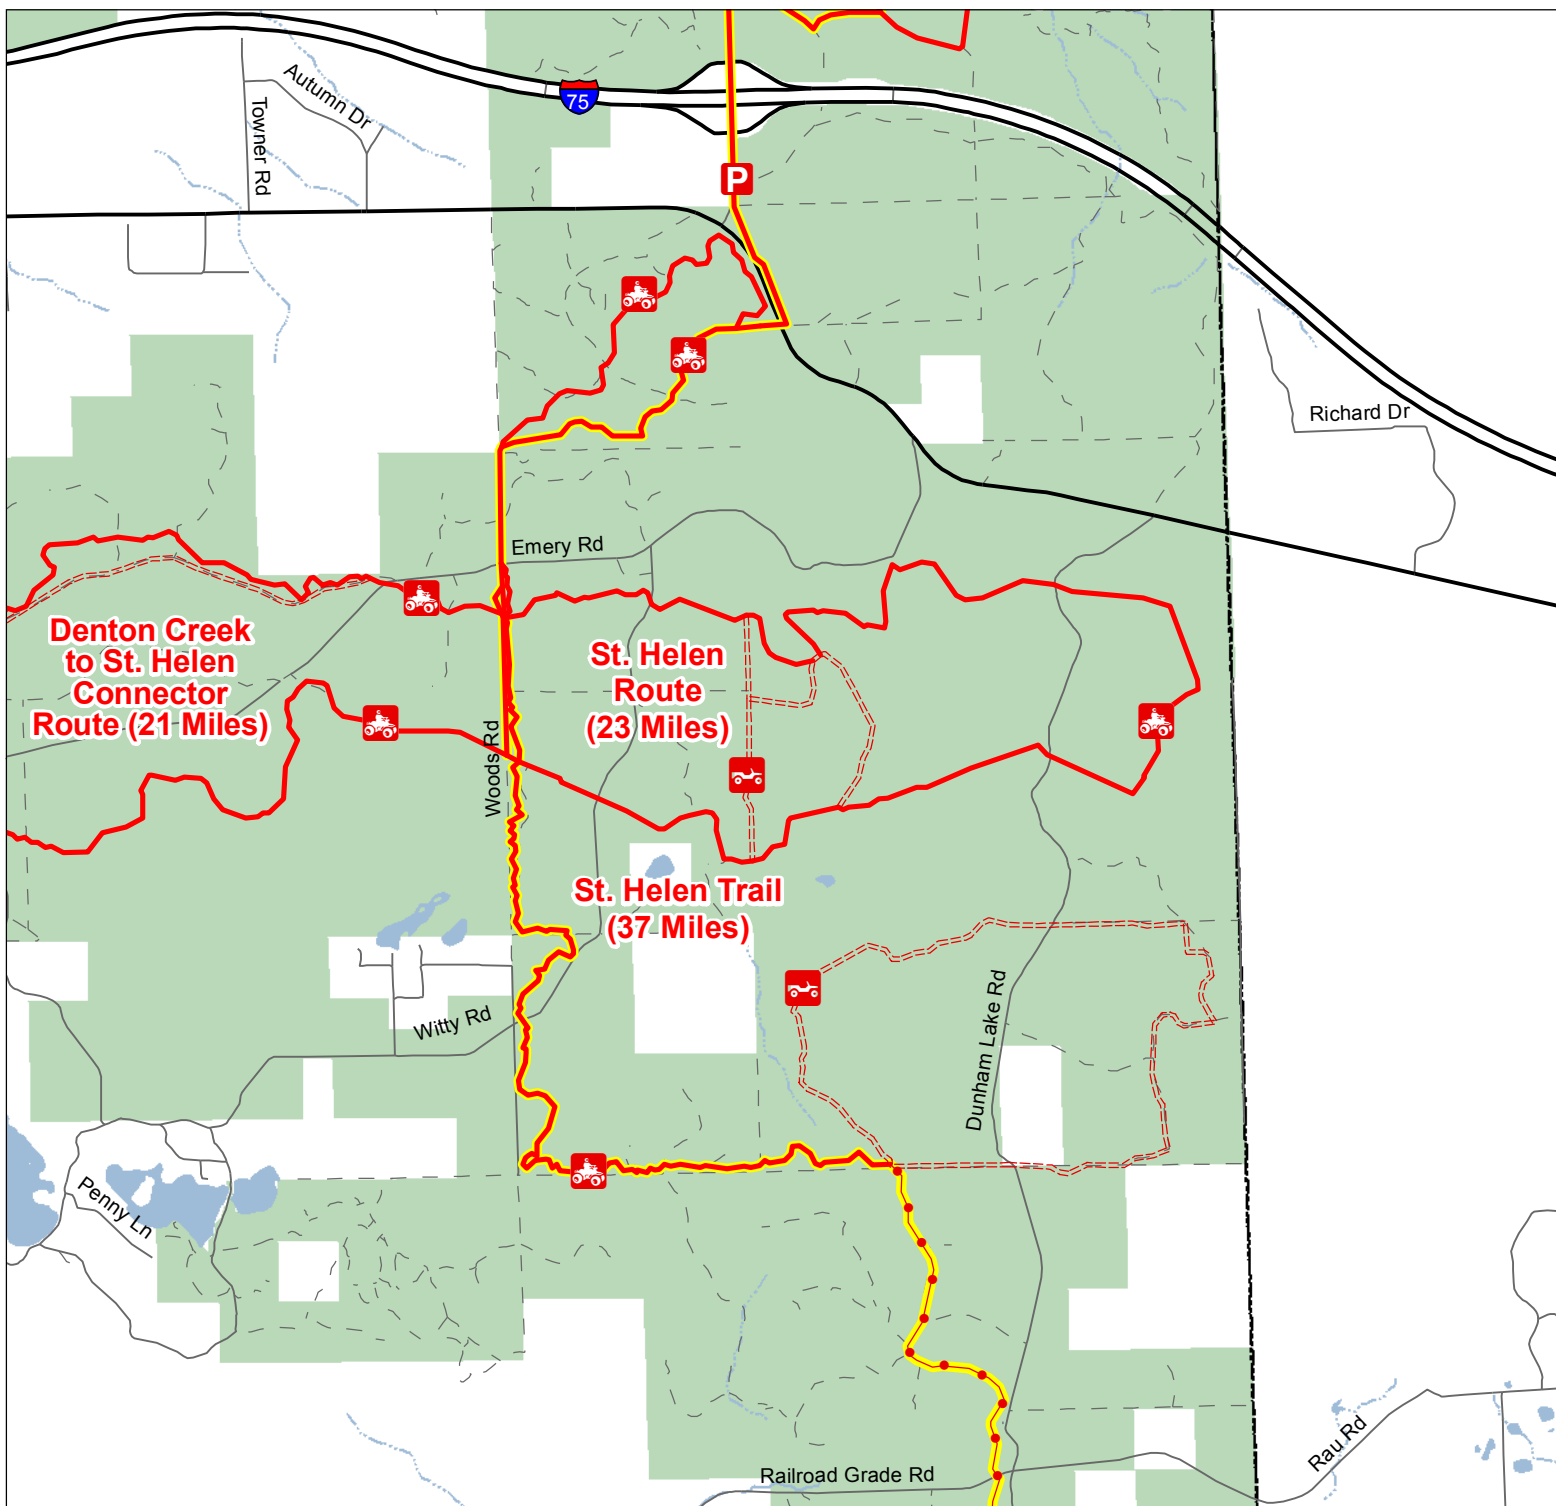 75
Autumn Dr
Towner Rd
P
Richard Dr
Emery Rd
Denton Creek
to St. Helen
Connector
Route (21 Miles)
St. Helen
Route
(23 Miles)
Woods Rd
St. Helen Trail
(37 Miles)
Witty Rd
Dunham Lake Rd
Penny Ln
Rau Rd
Railroad Grade Rd